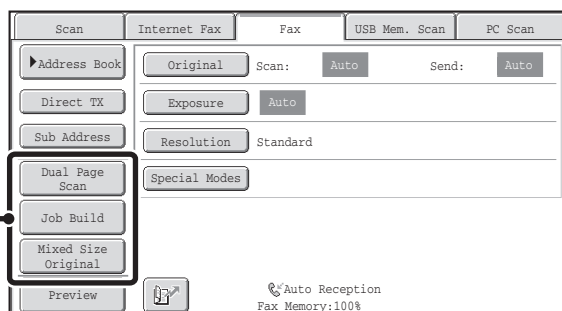 Scan
Internet Fax
Fax
USB Mem. Scan
PC Scan
Address Book
Original
Scan:
Auto
Send:
Auto
Direct TX
Exposure
Auto
Sub Address
Resolution
Standard
Dual Page
Scan
Special Modes
Job Build
Mixed Size
Original
Preview
Auto Reception
Fax Memory:100%